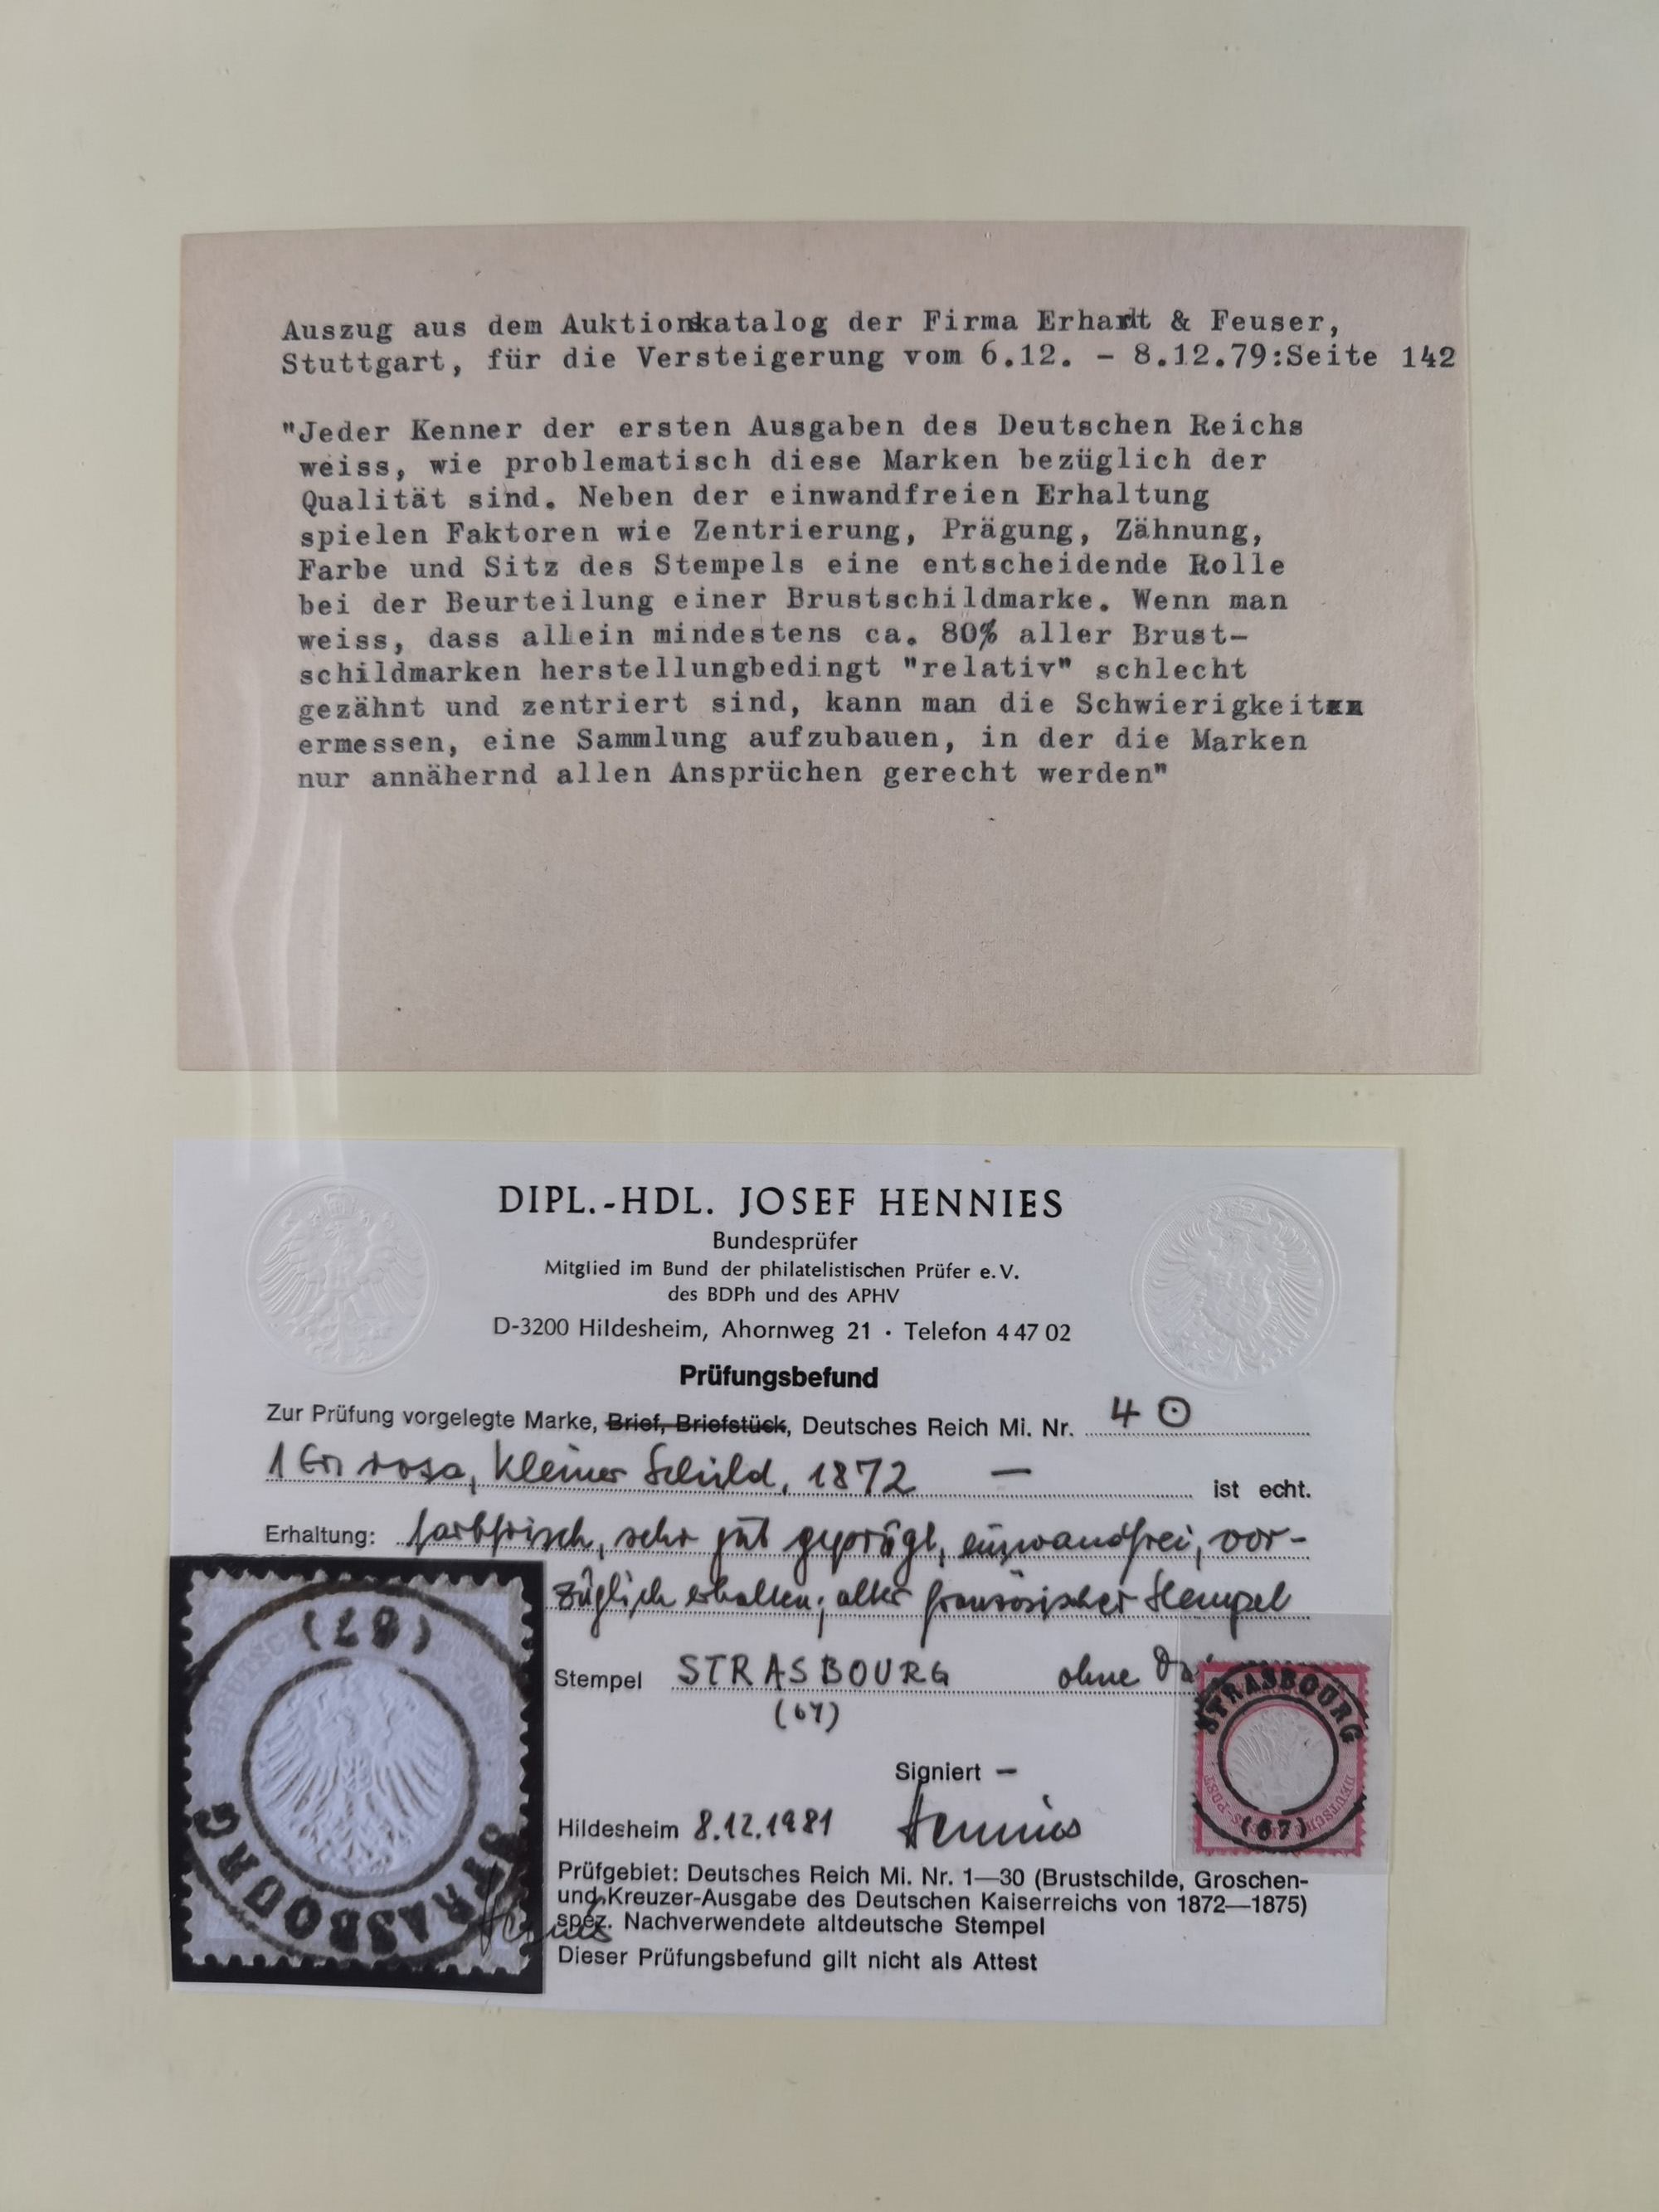 Auszug aus dem Auktionskatalog der Firma Erhardt & Feuser,
Stuttgart, für die Versteigerung vom 6.12. - 8.12.79:Seite 142
"Jeder Kenner der ersten Ausgaben des Deutschen Reichs
weiss, wie problematisch diese Marken bezüglich der
Qualität sind. Neben der einwandfreien Erhaltung
spielen Faktoren wie Zentrierung, Prägung, Zähnung,
Farbe und Sitz des Stempels eine entscheidende Rolle
bei der Beurteilung einer Brustschildmarke. Wenn man
weiss, dass allein mindestens ca. 80% aller Brust-
schildmarken herstellungbedingt "relativ" schlecht
gezähnt und zentriert sind, kann man die Schwierigkeit
ermessen, eine Sammlung aufzubauen, in der die Marken
nur annähernd allen Ansprüchen gerecht werden"
DIPL.-HDL. JOSEF HENNIES
Bundesprüfer
Mitglied im Bund der philatelistischen Prüfer e.V.
des BDPh und des APHV
D-3200 Hildesheim, Ahornweg 21 · Telefon 4 47 02
Prüfungsbefund
Zur Prüfung vorgelegte Marke, Brief, Briefstück, Deutsches Reich Mi. Nr. 4 ⊙
1 Gr rosa, kleiner Schild, 1872 — ist echt.
Erhaltung: farbfrisch, sehr gut geprägt, einwandfrei, vor-
züglich erhalten; alter französischer Stempel
Stempel STRASBOURG ohne
(67)
Signiert —
Hildesheim 8.12.1981 Hennies
Prüfgebiet: Deutsches Reich Mi. Nr. 1—30 (Brustschilde, Groschen-
und Kreuzer-Ausgabe des Deutschen Kaiserreichs von 1872—1875)
spez. Nachverwendete altdeutsche Stempel
Dieser Prüfungsbefund gilt nicht als Attest
STRASBOURG
(67)
STRASBOURG
(67)